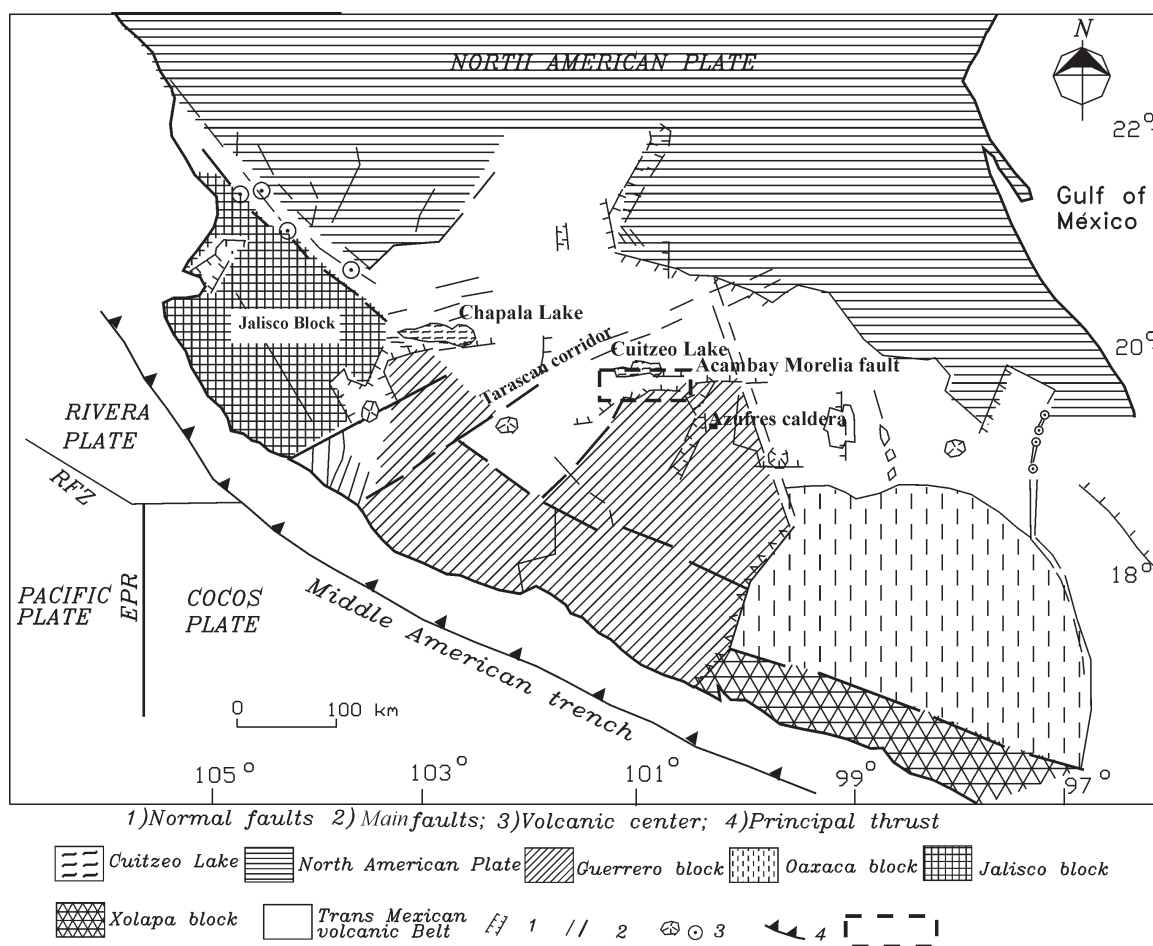 NORTH AMERICAN PLATE
N
22°
Gulf of
México
Jalisco Block
Chapala Lake
Tarascan corridor
Cuitzeo Lake
20°
Acambay Morelia fault
Azufres caldera
RIVERA
PLATE
RFZ
PACIFIC
PLATE
EPR
COCOS
PLATE
Middle American trench
18°
0 100 km
105° 103° 101° 99° 97°
1)Normal faults 2) Main faults; 3)Volcanic center; 4)Principal thrust
Cuitzeo Lake North American Plate Guerrero block Oaxaca block Jalisco block
Xolapa block Trans Mexican
volcanic Belt 1 2 3 4